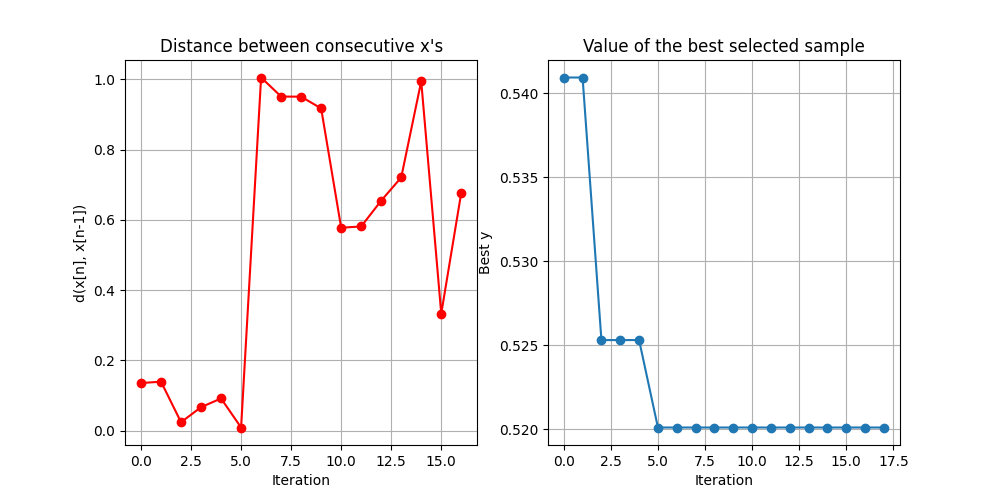 Distance between consecutive x's
d(x[n], x[n-1])
1.0
0.8
0.6
0.4
0.2
0.0
0.0 2.5 5.0 7.5 10.0 12.5 15.0
Iteration
Value of the best selected sample
Best y
0.540
0.535
0.530
0.525
0.520
0.0 2.5 5.0 7.5 10.0 12.5 15.0 17.5
Iteration